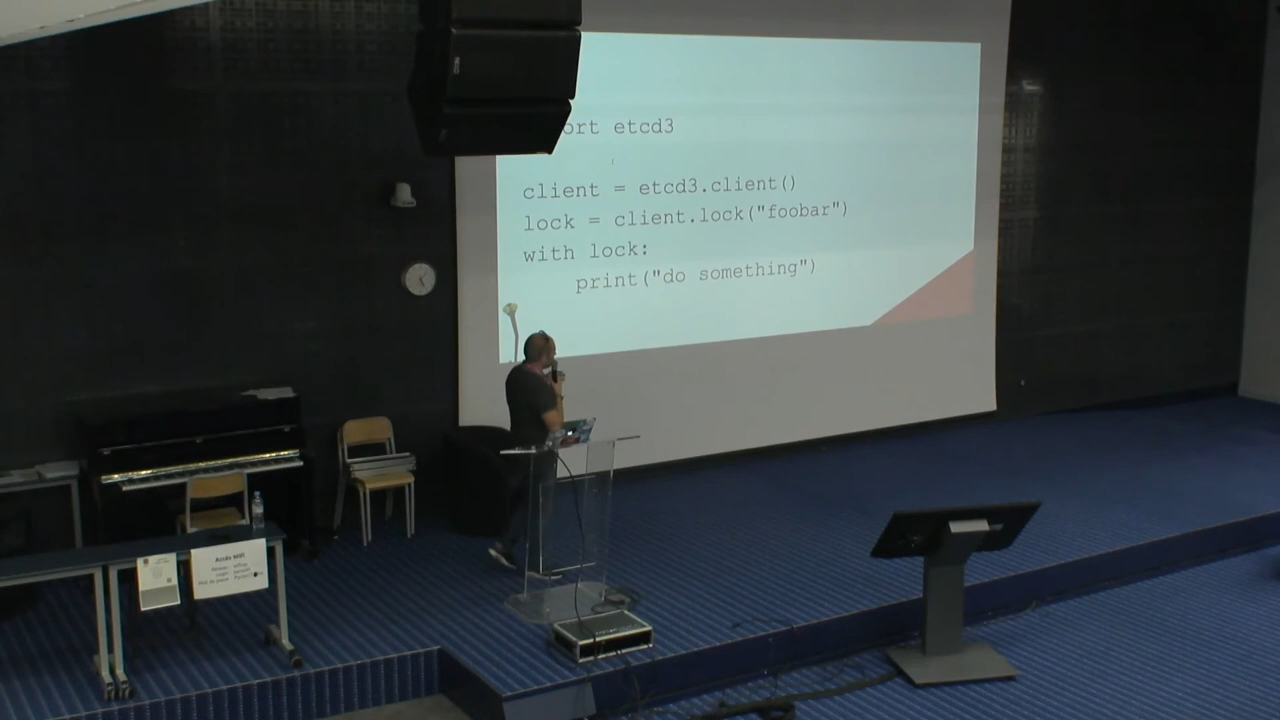 ort etcd3
client = etcd3.client()
lock = client.lock("foobar")
with lock:
print("do something")
Accès Wifi